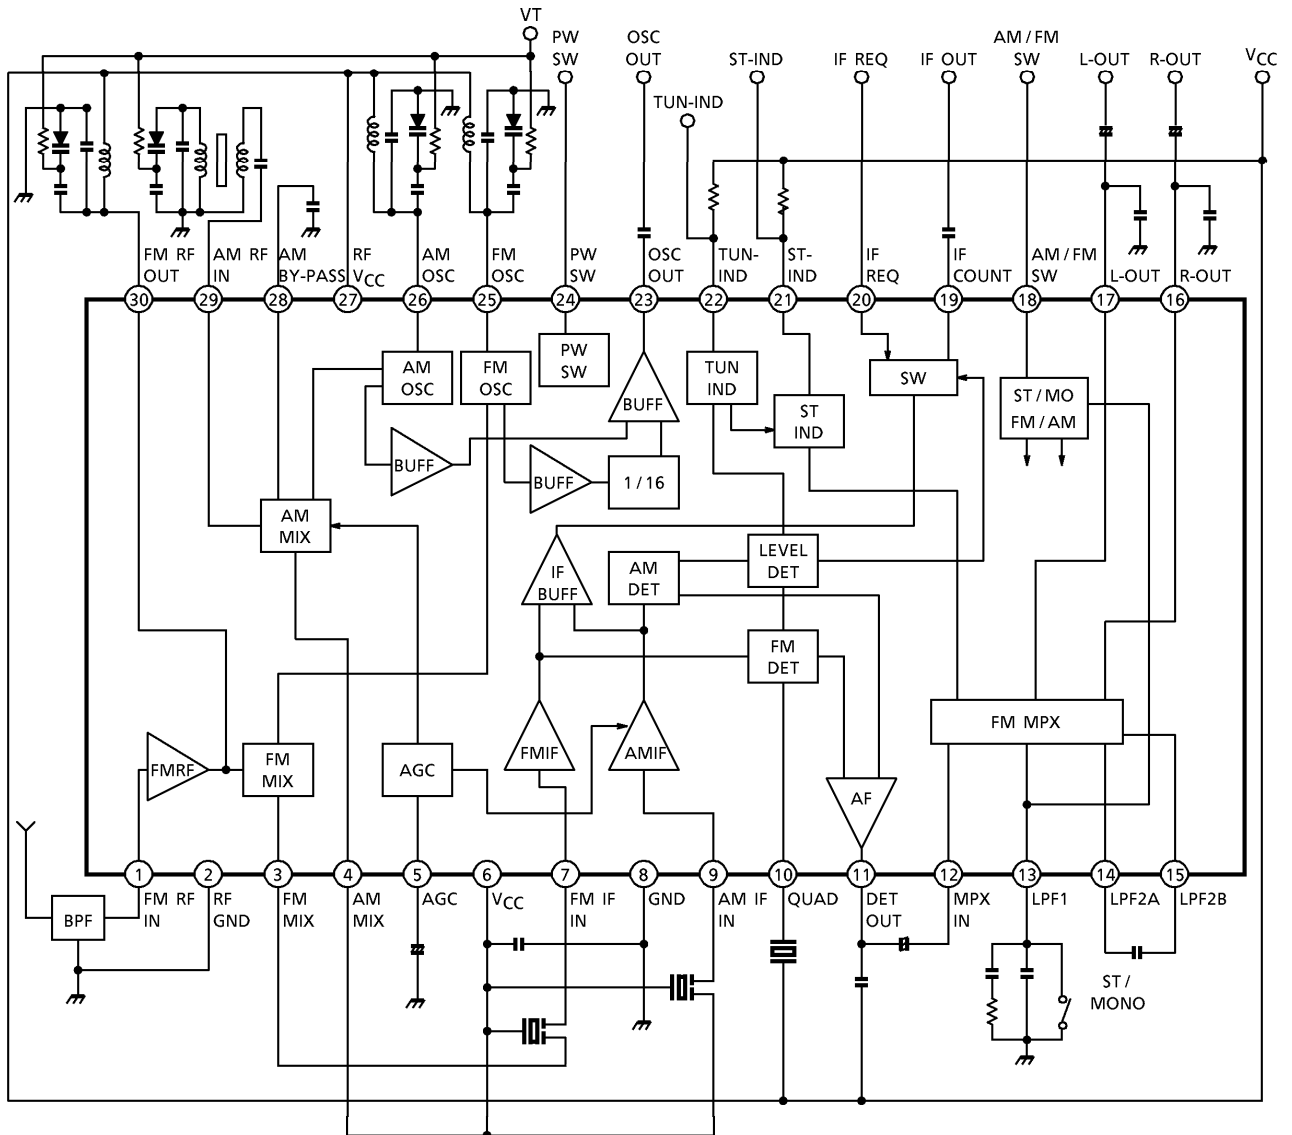 VT
PW
SW
OSC
OUT
TUN-IND
ST-IND
IF REQ
IF OUT
AM / FM
SW
L-OUT
R-OUT
VCC
FM RF
OUT
AM RF
IN
AM
BY-PASS
RF
VCC
AM
OSC
FM
OSC
PW
SW
OSC
OUT
TUN-
IND
ST-
IND
IF
REQ
IF
COUNT
AM / FM
SW
L-OUT
R-OUT
30
29
28
27
26
25
24
23
22
21
20
19
18
17
16
AM
OSC
FM
OSC
PW
SW
BUFF
TUN
IND
ST
IND
SW
ST / MO
FM / AM
BUFF
BUFF
1 / 16
AM
MIX
IF
BUFF
AM
DET
LEVEL
DET
FM
DET
FM MPX
FMRF
FM
MIX
AGC
FMIF
AMIF
AF
1
2
3
4
5
6
7
8
9
10
11
12
13
14
15
BPF
FM RF
IN
RF
GND
FM
MIX
AM
MIX
AGC
VCC
FM IF
IN
GND
AM IF
IN
QUAD
DET
OUT
MPX
IN
LPF1
LPF2A
LPF2B
ST /
MONO